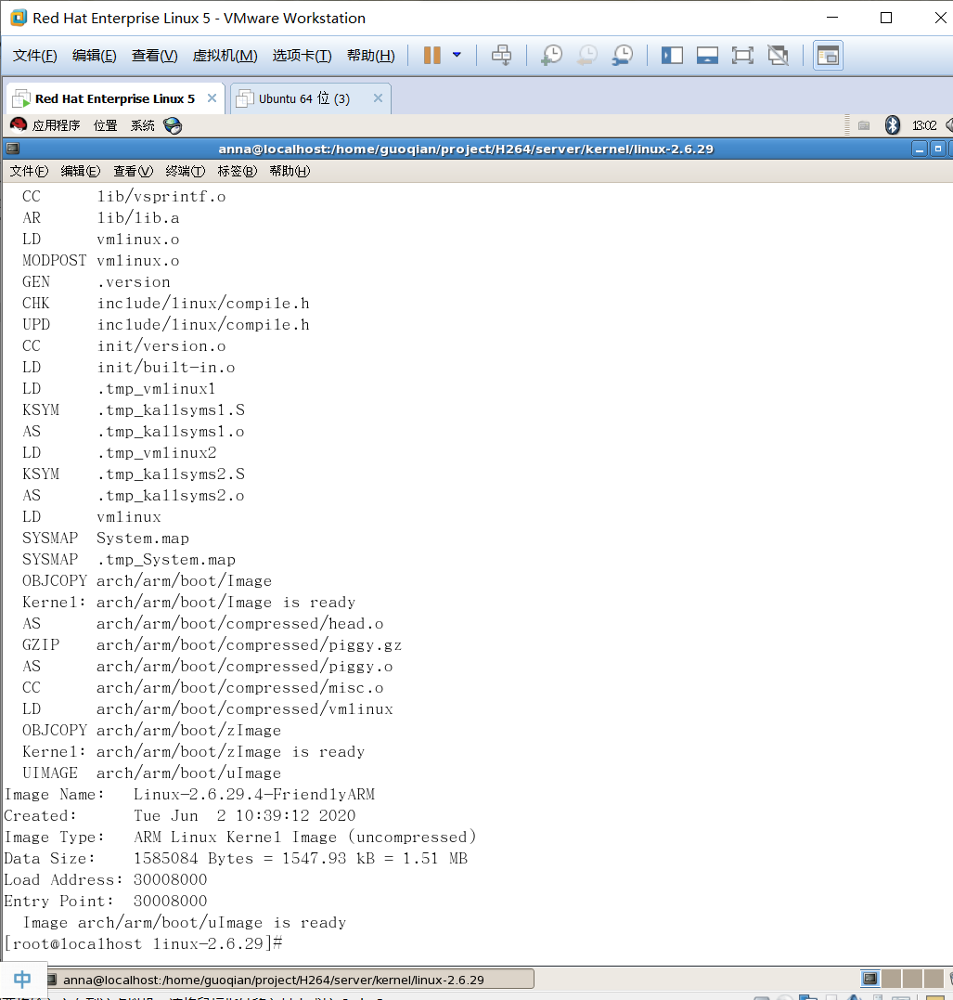 Red Hat Enterprise Linux 5 - VMware Workstation
文件(F) 编辑(E) 查看(V) 虚拟机(M) 选项卡(T) 帮助(H)
Red Hat Enterprise Linux 5 Ubuntu 64 位 (3)
应用程序 位置 系统 13:02
anna@localhost:/home/guoqian/project/H264/server/kernel/linux-2.6.29
文件(F) 编辑(E) 查看(V) 终端(T) 标签(B) 帮助(H)
CC lib/vsprintf.o
AR lib/lib.a
LD vmlinux.o
MODPOST vmlinux.o
GEN .version
CHK include/linux/compile.h
UPD include/linux/compile.h
CC init/version.o
LD init/built-in.o
LD .tmp_vmlinux1
KSYM .tmp_kallsyms1.S
AS .tmp_kallsyms1.o
LD .tmp_vmlinux2
KSYM .tmp_kallsyms2.S
AS .tmp_kallsyms2.o
LD vmlinux
SYSMAP System.map
SYSMAP .tmp_System.map
OBJCOPY arch/arm/boot/Image
Kernel: arch/arm/boot/Image is ready
AS arch/arm/boot/compressed/head.o
GZIP arch/arm/boot/compressed/piggy.gz
AS arch/arm/boot/compressed/piggy.o
CC arch/arm/boot/compressed/misc.o
LD arch/arm/boot/compressed/vmlinux
OBJCOPY arch/arm/boot/zImage
Kernel: arch/arm/boot/zImage is ready
UIMAGE arch/arm/boot/uImage
Image Name: Linux-2.6.29.4-FriendlyARM
Created: Tue Jun 2 10:39:12 2020
Image Type: ARM Linux Kernel Image (uncompressed)
Data Size: 1585084 Bytes = 1547.93 kB = 1.51 MB
Load Address: 30008000
Entry Point: 30008000
Image arch/arm/boot/uImage is ready
[root@localhost linux-2.6.29]#
中 anna@localhost:/home/guoqian/project/H264/server/kernel/linux-2.6.29